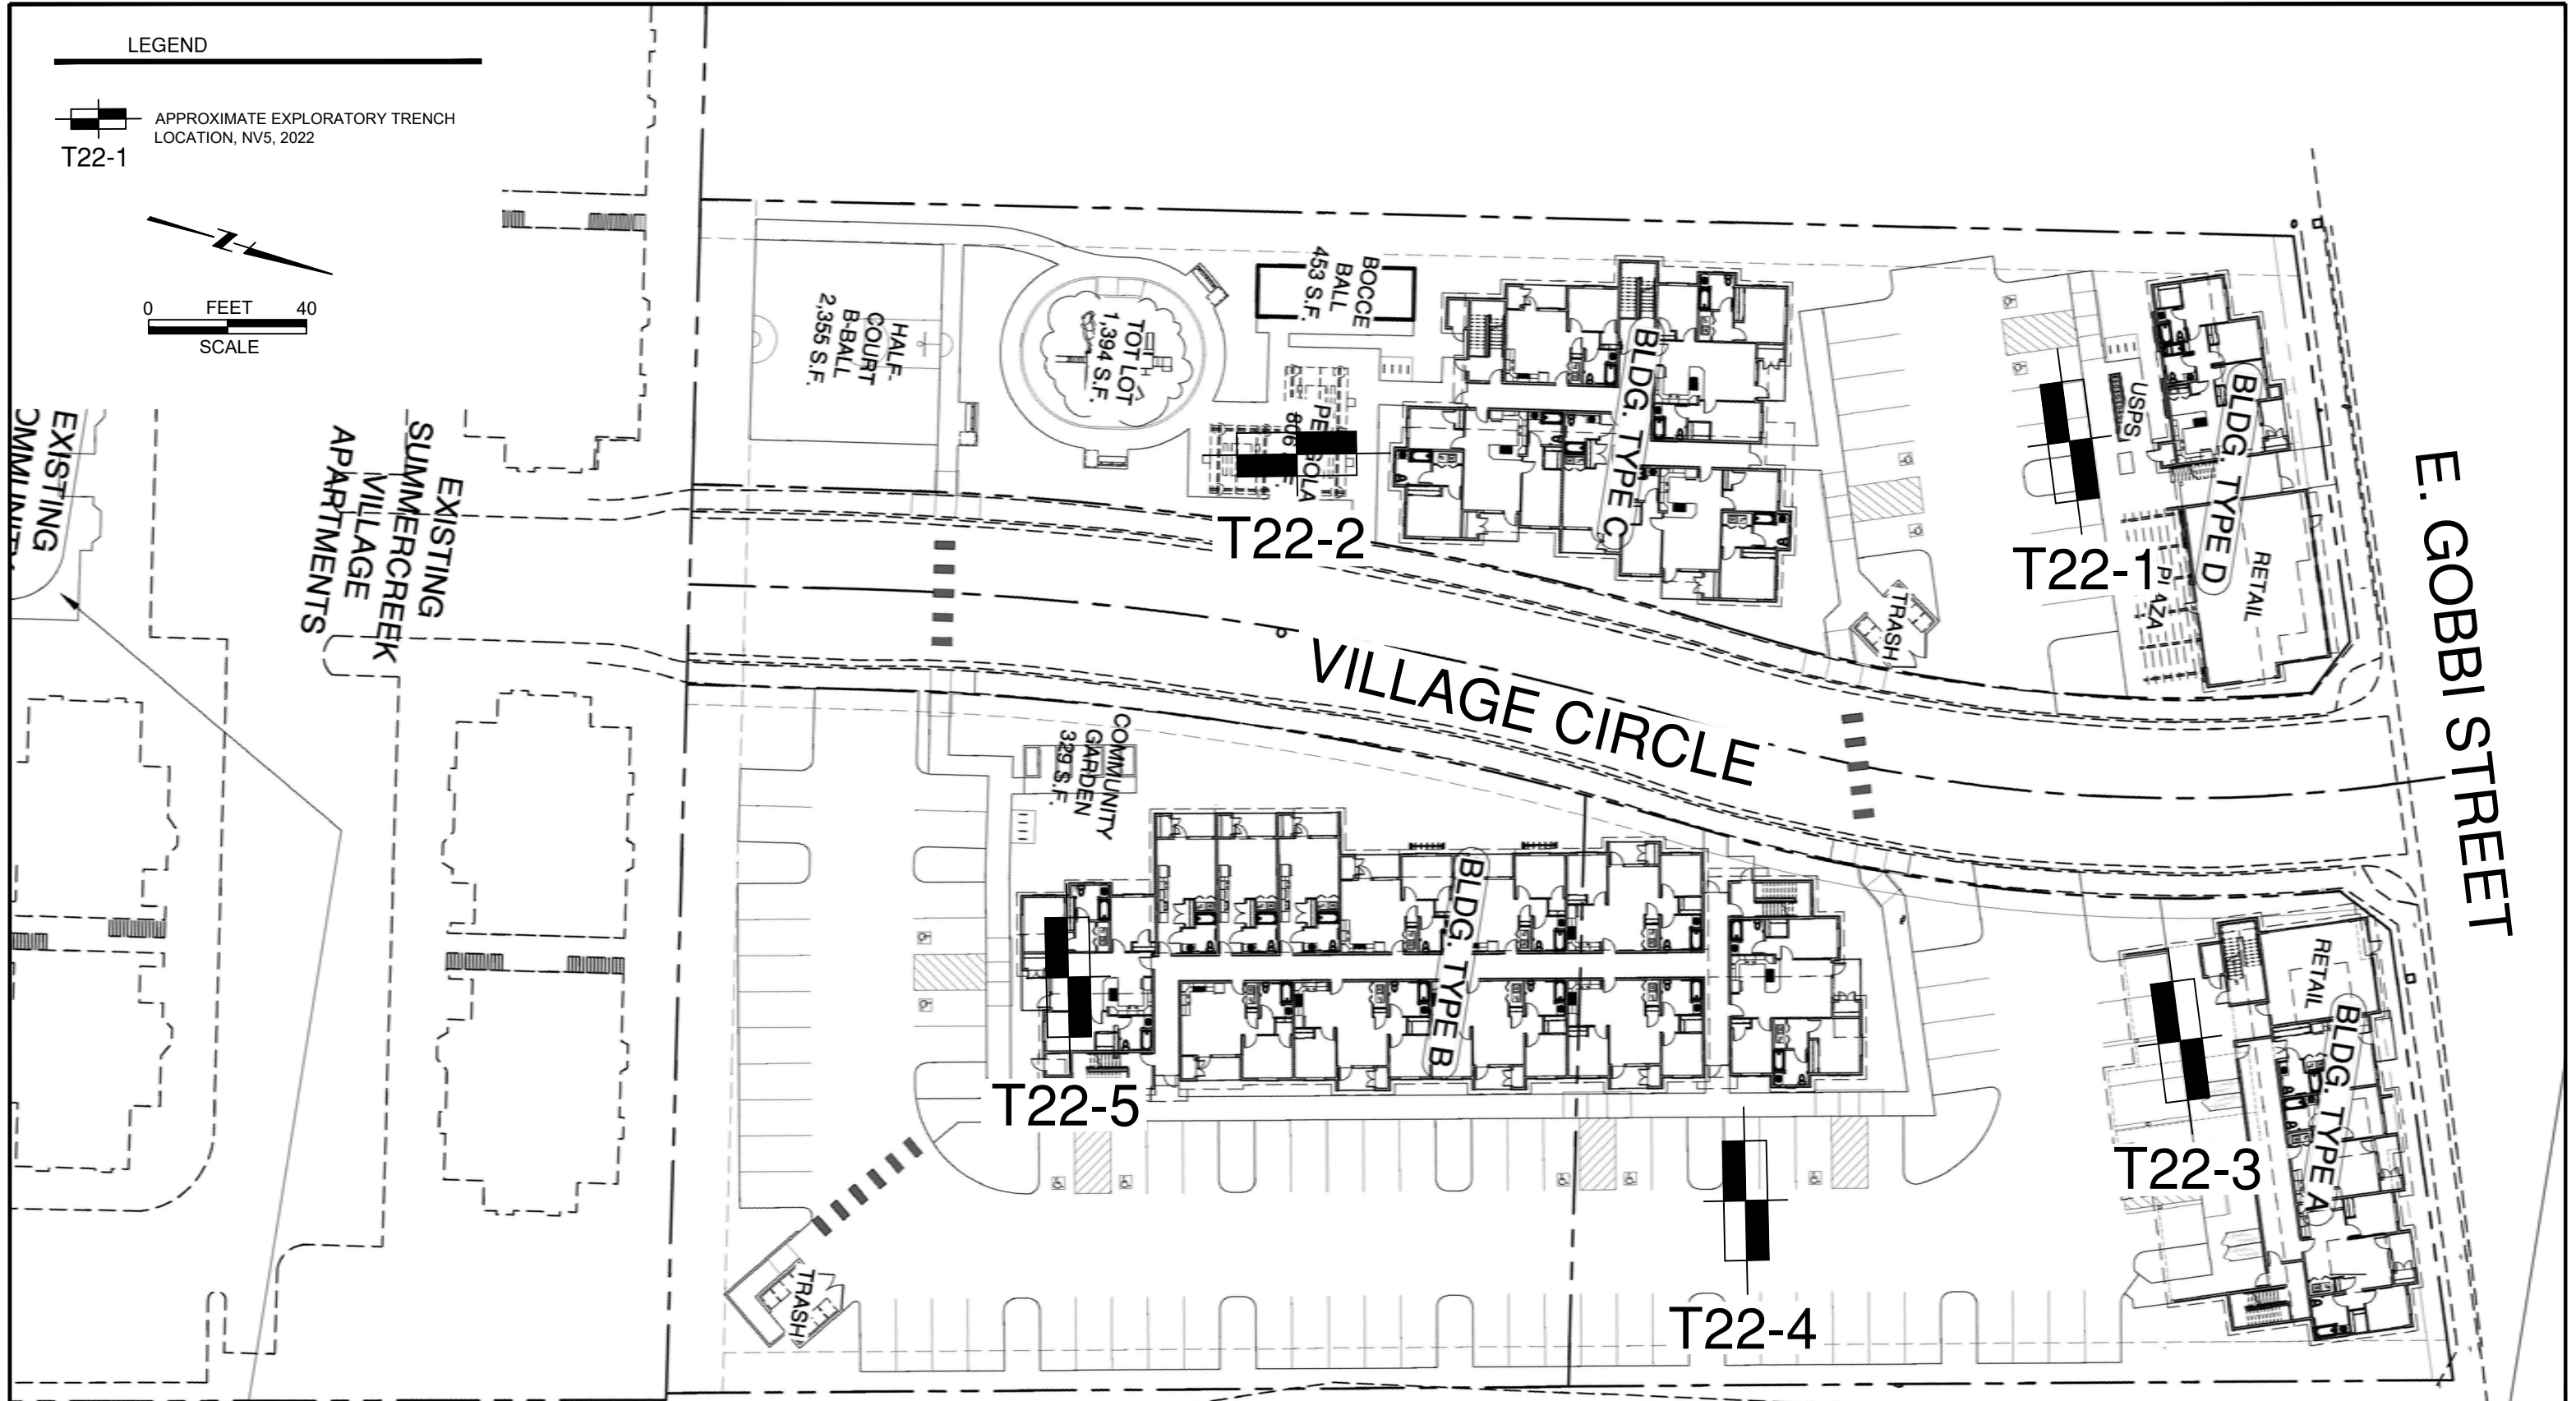 LEGEND
APPROXIMATE EXPLORATORY TRENCH
LOCATION, NV5, 2022
T22-1
0 FEET 40
SCALE
EXISTING
SUMMERCREEK
VILLAGE
APARTMENTS
EXISTING
HALF-
COURT
B-BALL
2,355 S.F.
TOT LOT
1,394 S.F.
BOCCE
BALL
453 S.F.
T22-2
BLDG. TYPE C
TRASH
T22-1
USPS
PLAZA
BLDG. TYPE D
RETAIL
E. GOBBI STREET
VILLAGE CIRCLE
COMMUNITY
GARDEN
329 S.F.
BLDG. TYPE B
T22-5
TRASH
T22-4
T22-3
RETAIL
BLDG. TYPE A